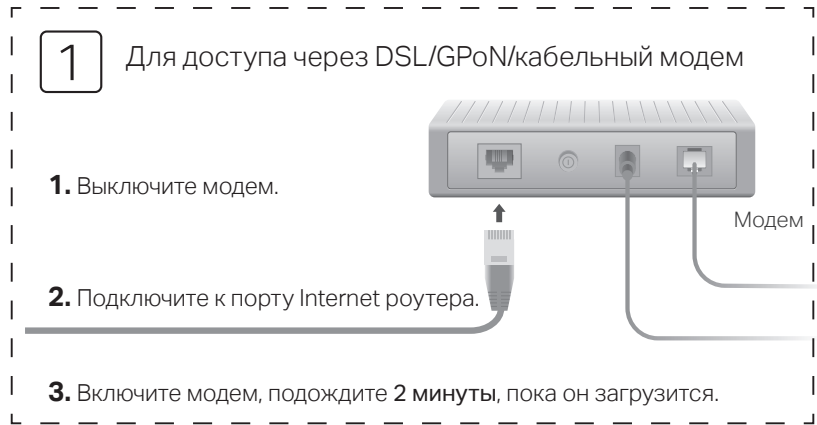 1
Для доступа через DSL/GPoN/кабельный модем
1. Выключите модем.
Модем
2. Подключите к порту Internet роутера.
3. Включите модем, подождите 2 минуты, пока он загрузится.